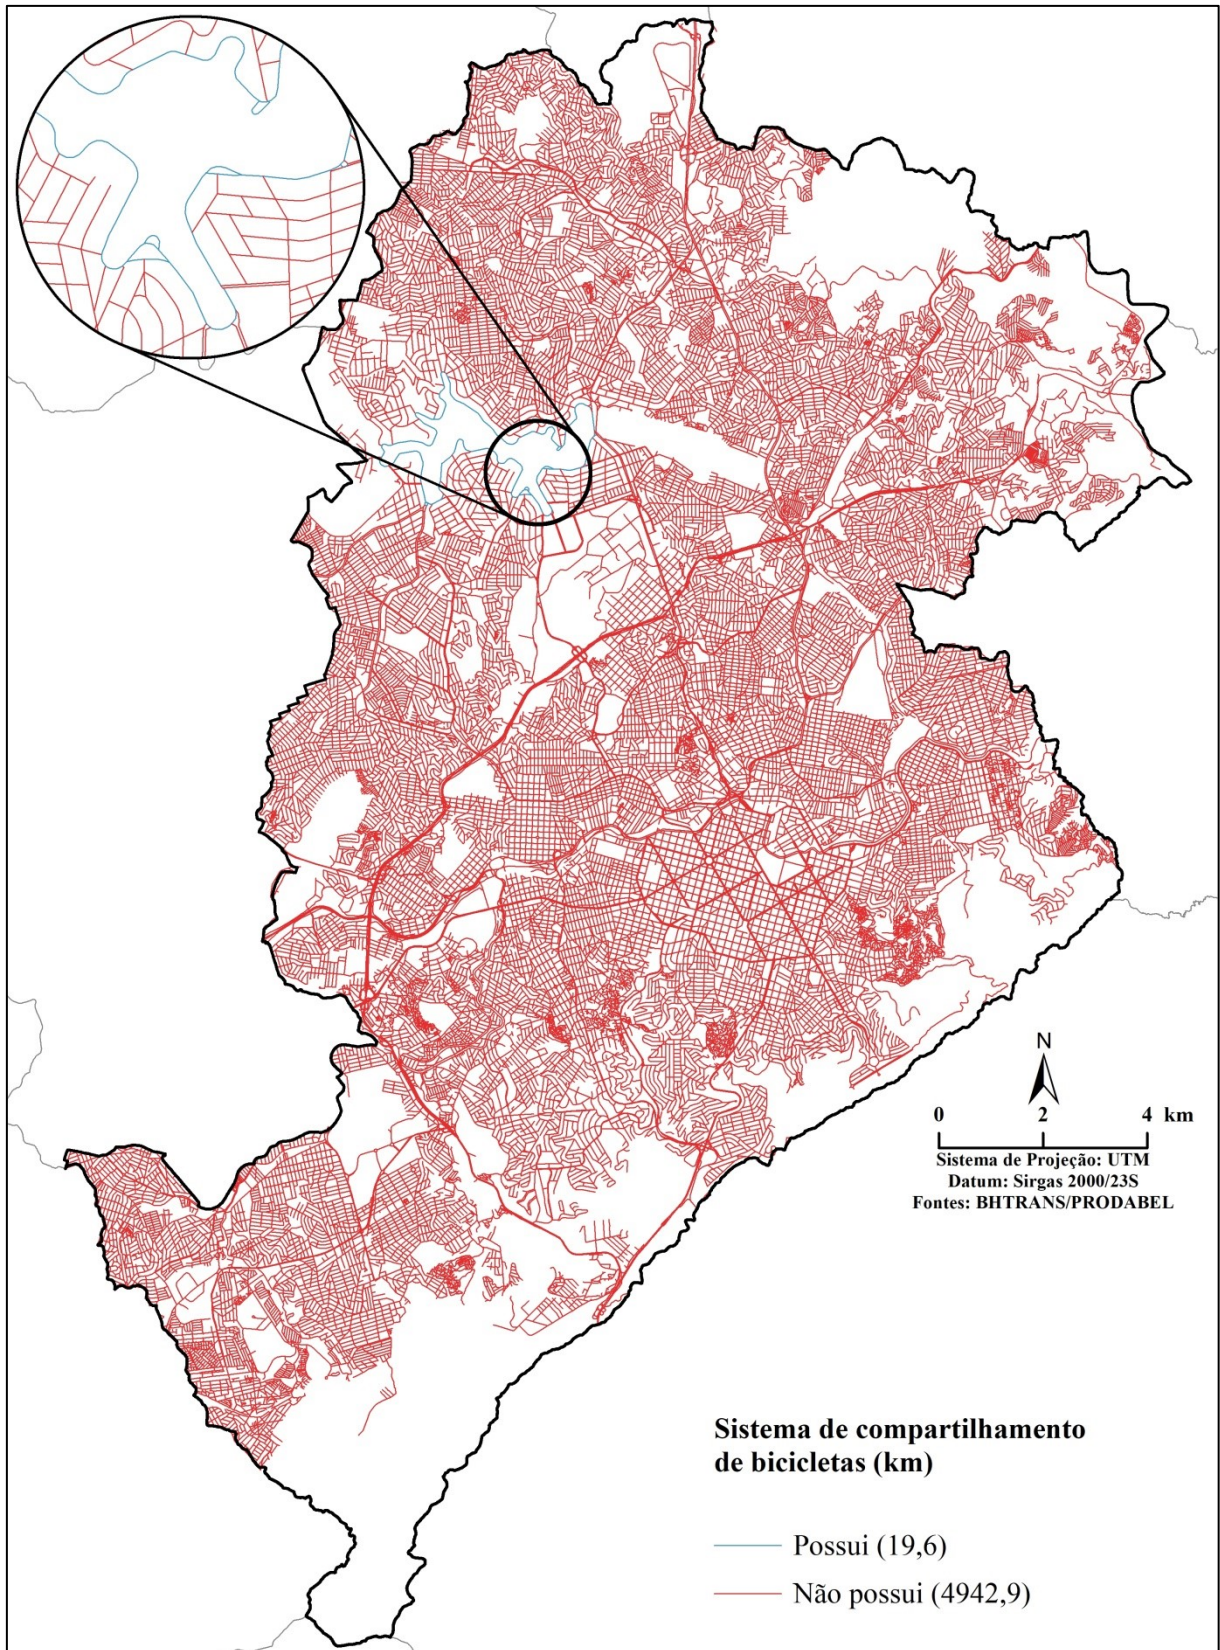 N
0 2 4 km
Sistema de Projeção: UTM
Datum: Sirgas 2000/23S
Fontes: BHTRANS/PRODABEL
Sistema de compartilhamento
de bicicletas (km)
Possui (19,6)
Não possui (4942,9)